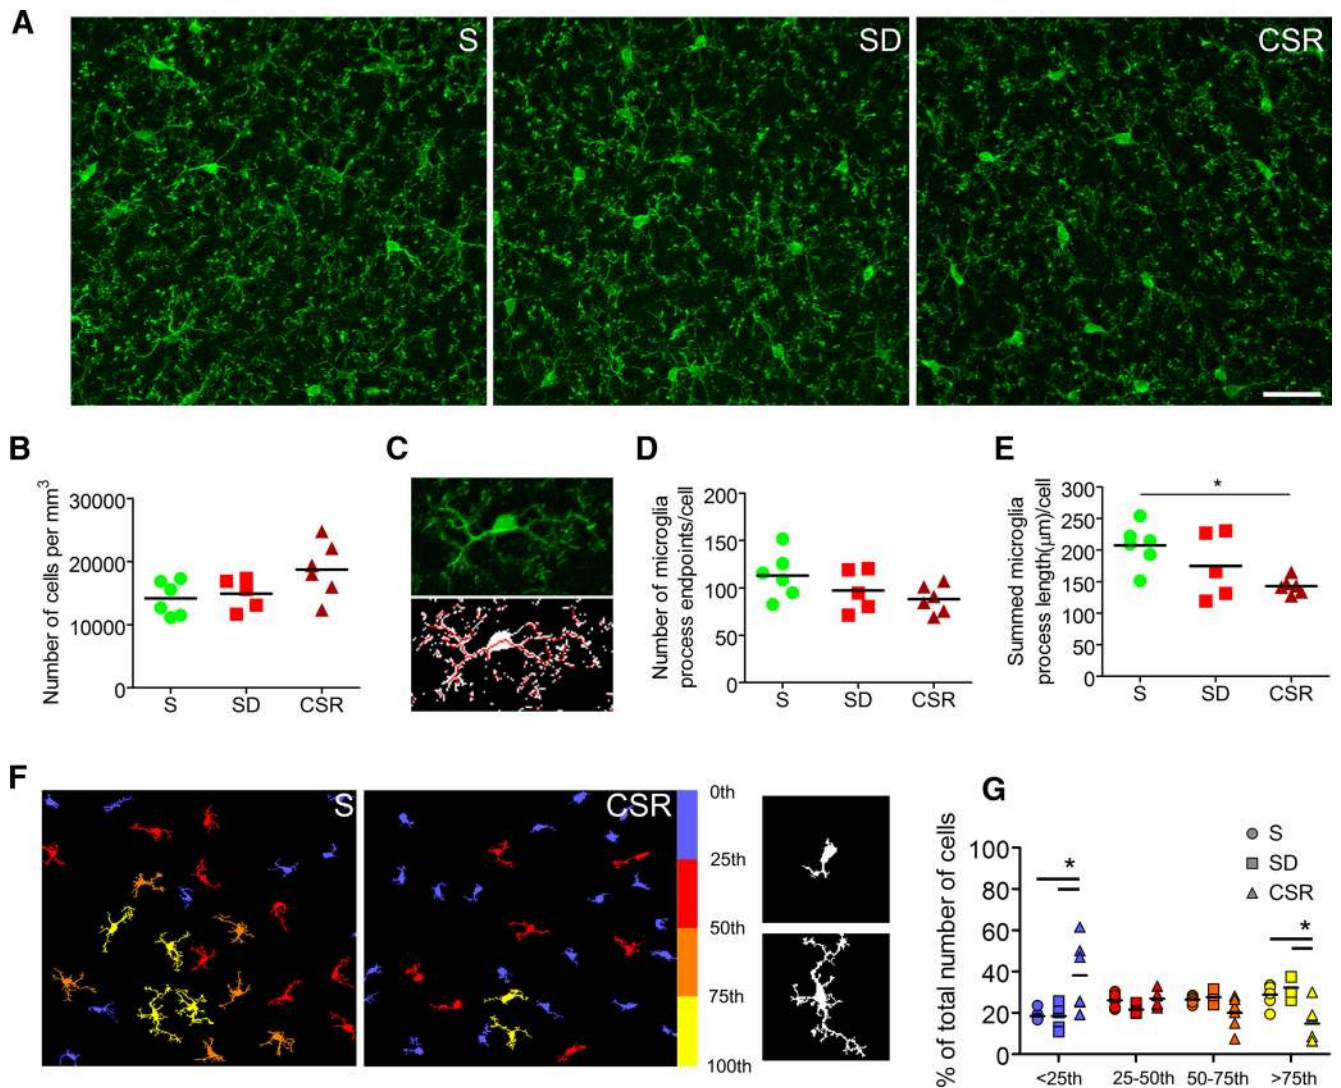 A
S
SD
CSR
B
Number of cells per mm³
30000
20000
10000
0
S
SD
CSR
C
D
Number of microglia
process endpoints/cell
200
150
100
50
0
S
SD
CSR
E
Summed microglia
process length(μm)/cell
300
250
200
150
100
50
0
*
S
SD
CSR
F
S
CSR
0th
25th
50th
75th
100th
G
% of total number of cells
100
80
60
40
20
0
S
SD
CSR
*
*
<25th
25-50th
50-75th
>75th